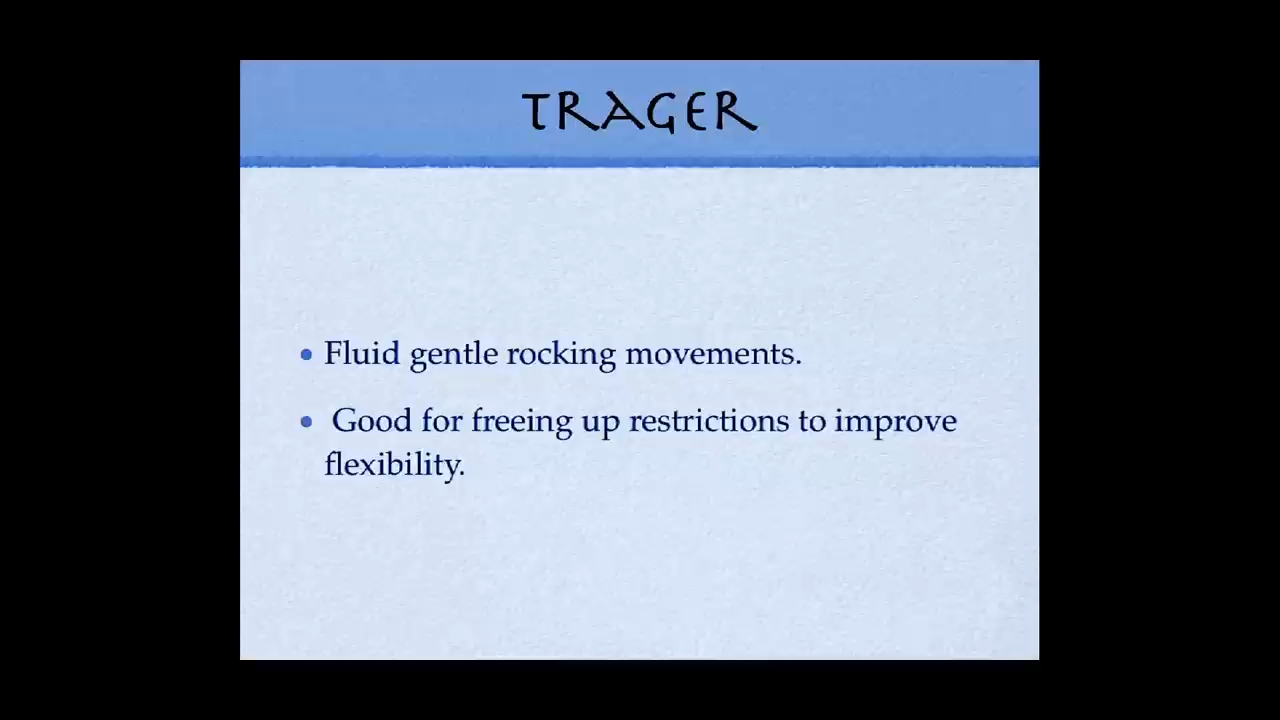 TRAGER
• Fluid gentle rocking movements.
• Good for freeing up restrictions to improve
flexibility.